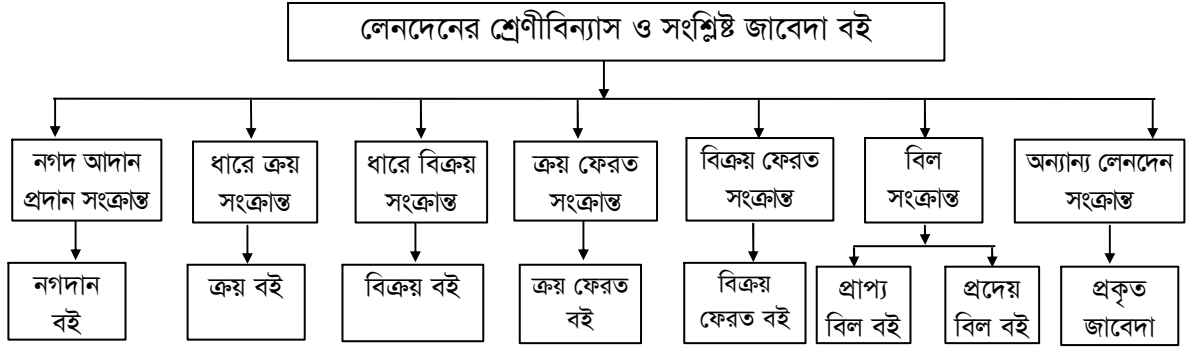 লেনদেনের শ্রেণীবিন্যাস ও সংশ্লিষ্ট জাবেদা বই
নগদ আদান
প্রদান সংক্রান্ত
ধারে ক্রয়
সংক্রান্ত
ধারে বিক্রয়
সংক্রান্ত
ক্রয় ফেরত
সংক্রান্ত
বিক্রয় ফেরত
সংক্রান্ত
বিল
সংক্রান্ত
অন্যান্য লেনদেন
সংক্রান্ত
নগদান
বই
ক্রয় বই
বিক্রয় বই
ক্রয় ফেরত
বই
বিক্রয়
ফেরত বই
প্রাপ্য
বিল বই
প্রদেয়
বিল বই
প্রকৃত
জাবেদা